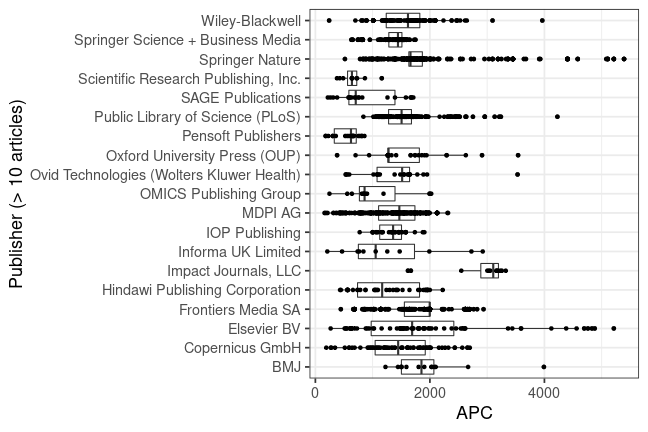 Publisher (> 10 articles)
Wiley-Blackwell
Springer Science + Business Media
Springer Nature
Scientific Research Publishing, Inc.
SAGE Publications
Public Library of Science (PLoS)
Pensoft Publishers
Oxford University Press (OUP)
Ovid Technologies (Wolters Kluwer Health)
OMICS Publishing Group
MDPI AG
IOP Publishing
Informa UK Limited
Impact Journals, LLC
Hindawi Publishing Corporation
Frontiers Media SA
Elsevier BV
Copernicus GmbH
BMJ
0 2000 4000
APC